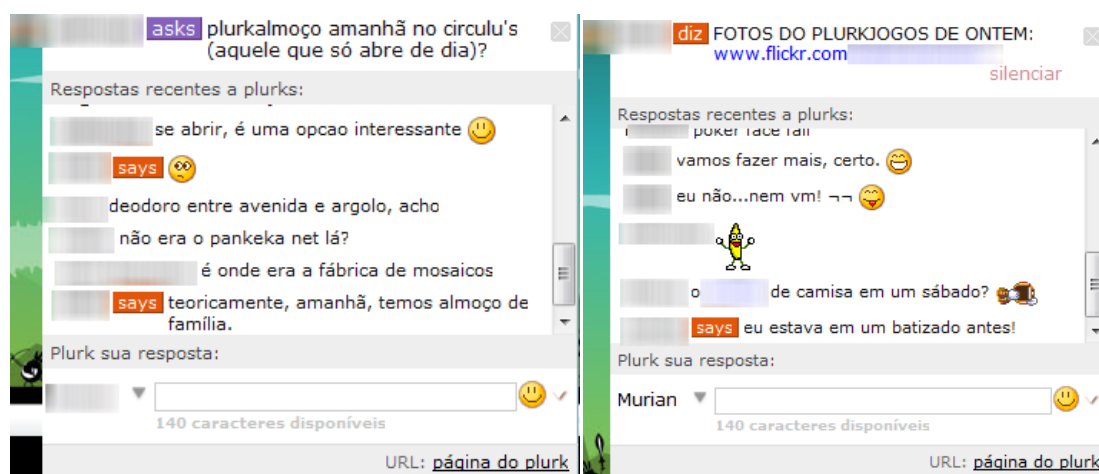 asks plurkalmoço amanhã no circulu's
(aquele que só abre de dia)?
Respostas recentes a plurks:
se abrir, é uma opcao interessante
says
deodoro entre avenida e argolo, acho
não era o pankeka net lá?
é onde era a fábrica de mosaicos
says teoricamente, amanhã, temos almoço de
família.
Plurk sua resposta:
140 caracteres disponíveis
URL: página do plurk
diz FOTOS DO PLURKJOGOS DE ONTEM:
www.flickr.com
silenciar
Respostas recentes a plurks:
poker face fail
vamos fazer mais, certo.
eu não...nem vm! ¬¬
o de camisa em um sábado?
says eu estava em um batizado antes!
Plurk sua resposta:
Murian
140 caracteres disponíveis
URL: página do plurk